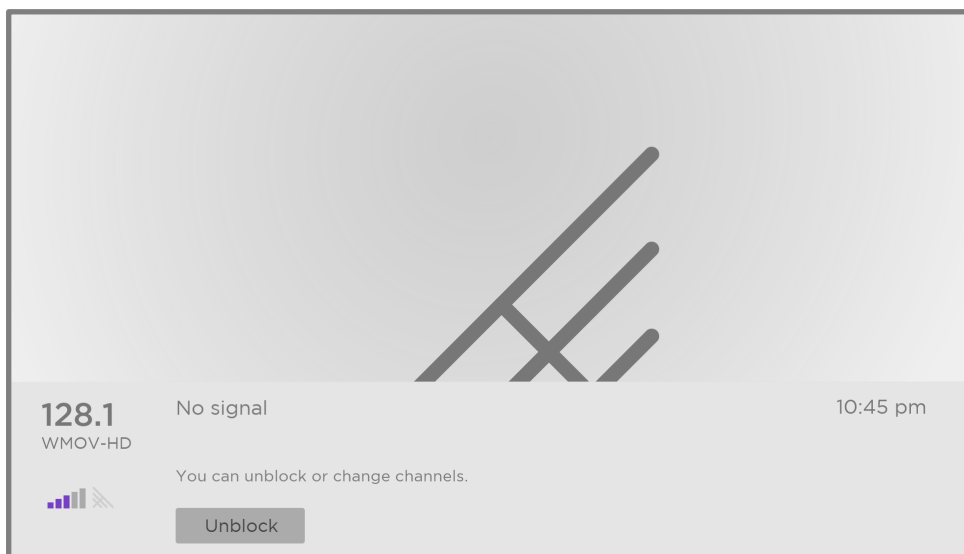 128.1
WMOV-HD
No signal
10:45 pm
You can unblock or change channels.
Unblock